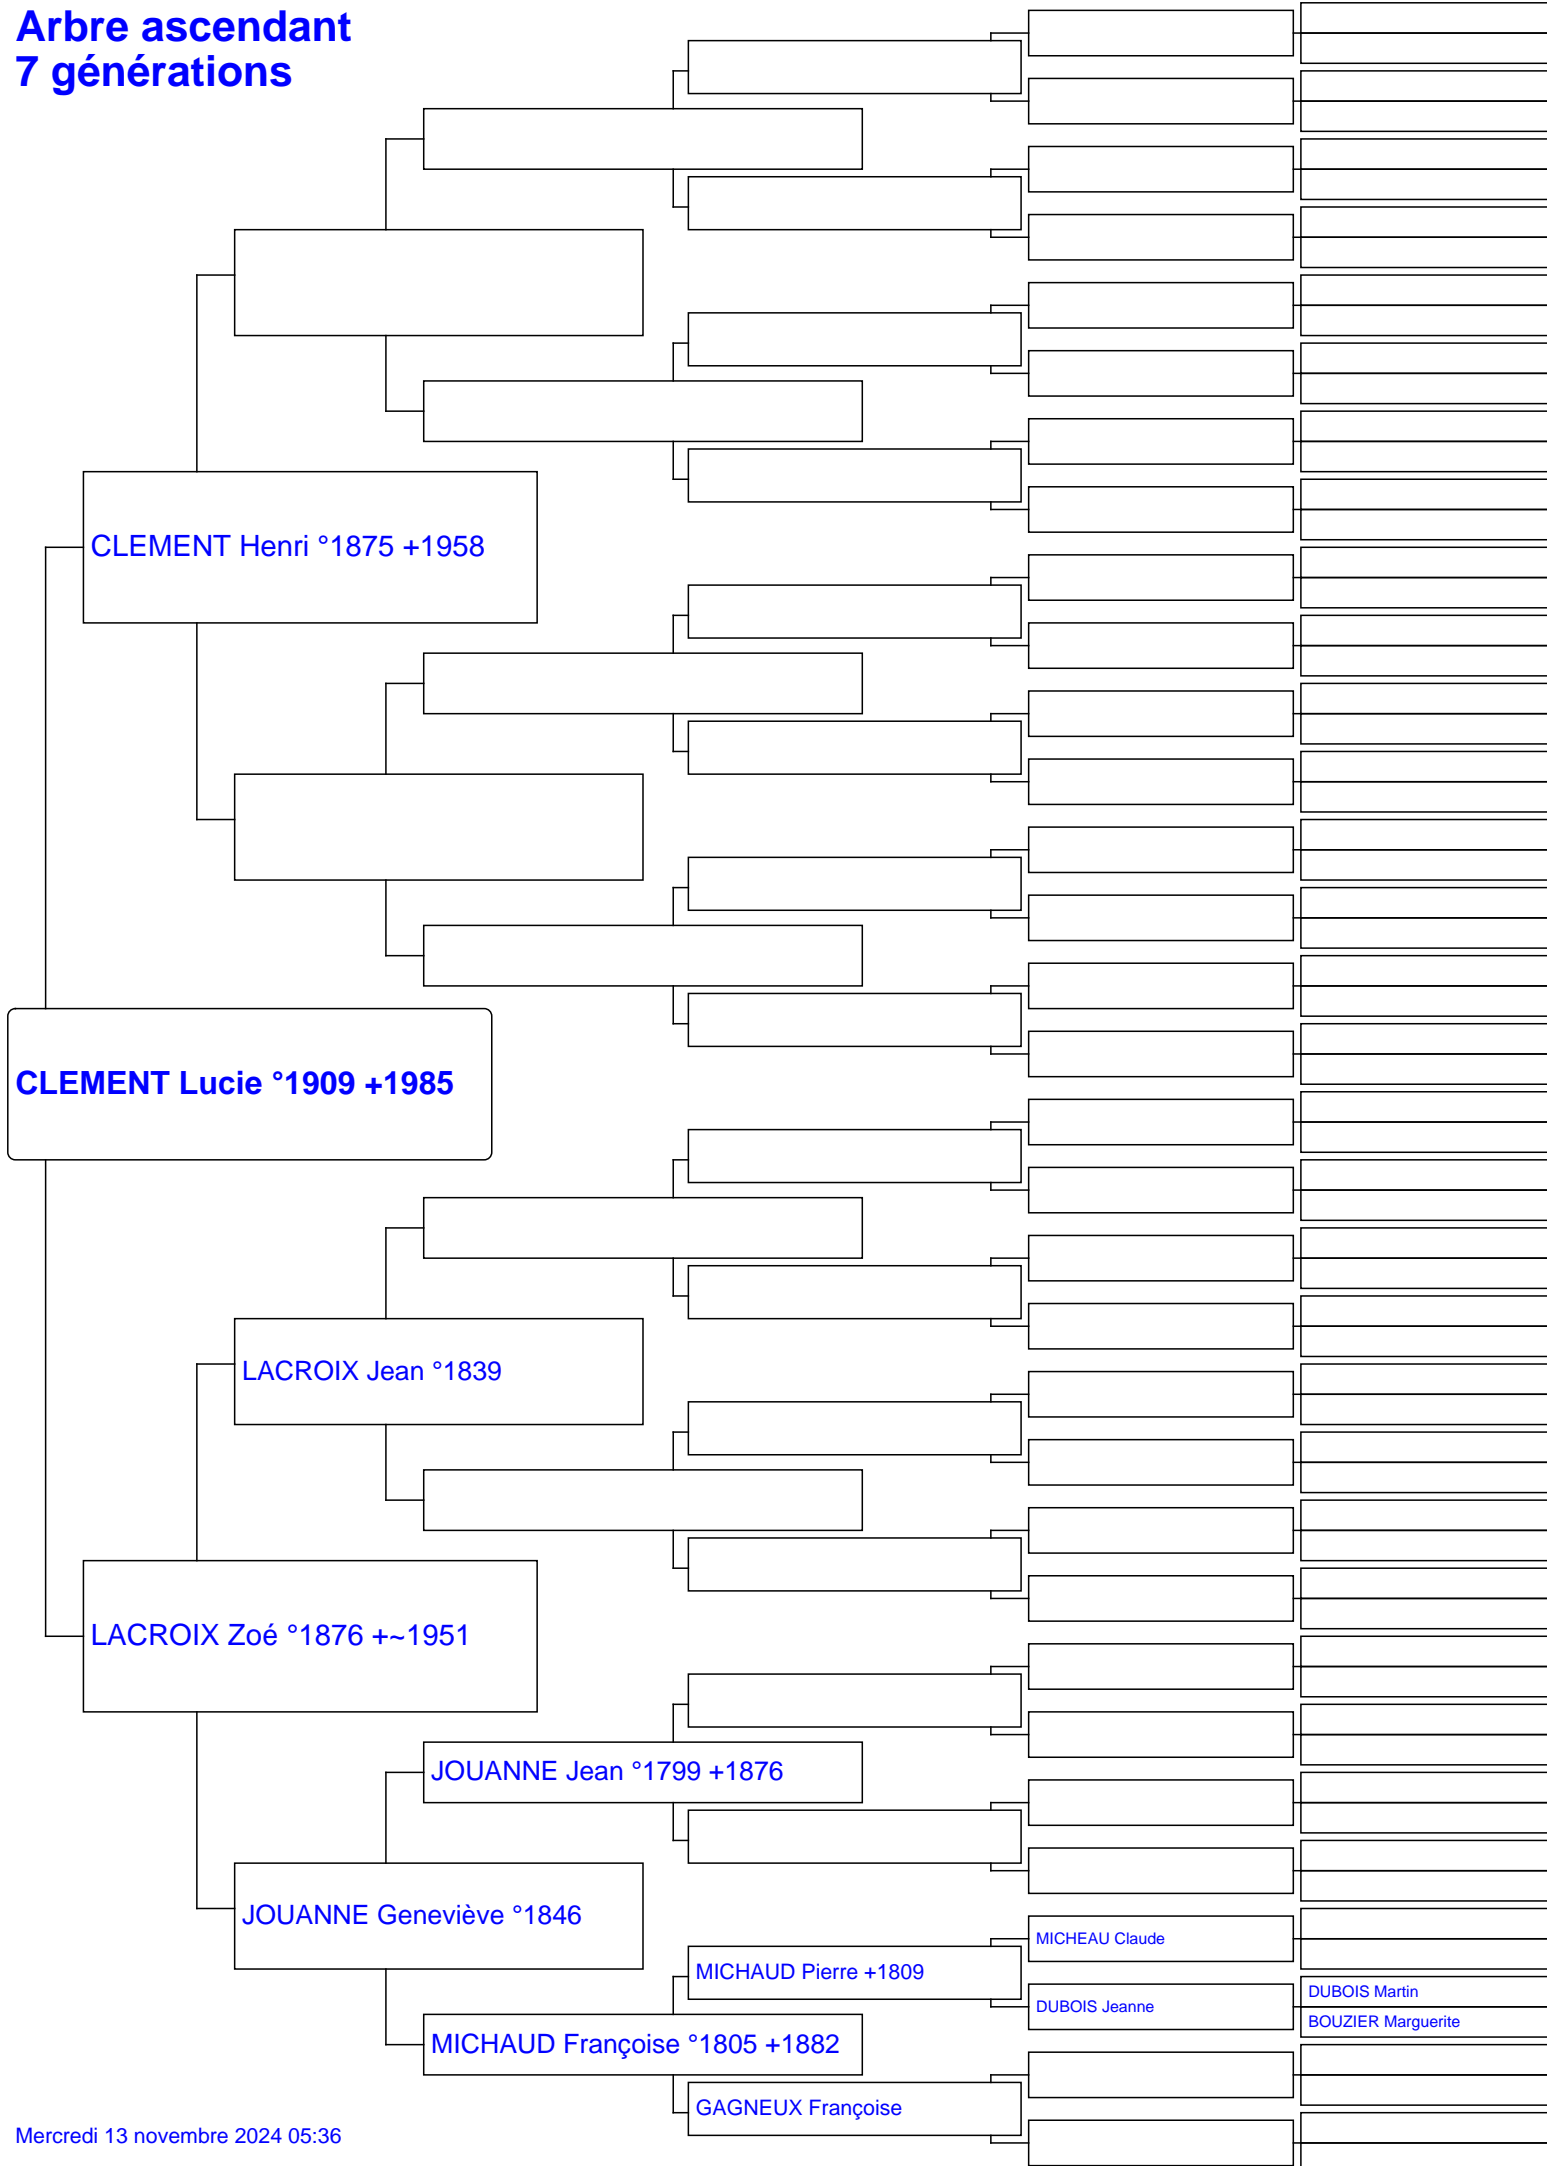 Arbre ascendant
7 générations
CLEMENT Henri °1875 +1958
CLEMENT Lucie °1909 +1985
LACROIX Jean °1839
LACROIX Zoé °1876 +~1951
JOUANNE Jean °1799 +1876
JOUANNE Geneviève °1846
MICHEAU Claude
MICHAUD Pierre +1809
DUBOIS Martin
DUBOIS Jeanne
BOUZIER Marguerite
MICHAUD Françoise °1805 +1882
GAGNEUX Françoise
Mercredi 13 novembre 2024 05:36